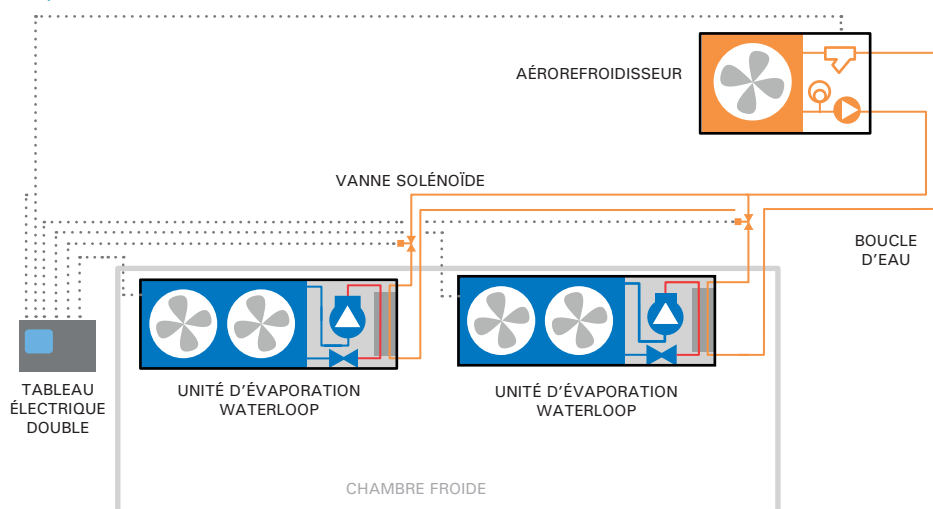 AÉROREFROIDISSEUR
VANNE SOLÉNOÏDE
BOUCLE
D'EAU
TABLEAU
ÉLECTRIQUE
DOUBLE
UNITÉ D'ÉVAPORATION
WATERLOOP
UNITÉ D'ÉVAPORATION
WATERLOOP
CHAMBRE FROIDE